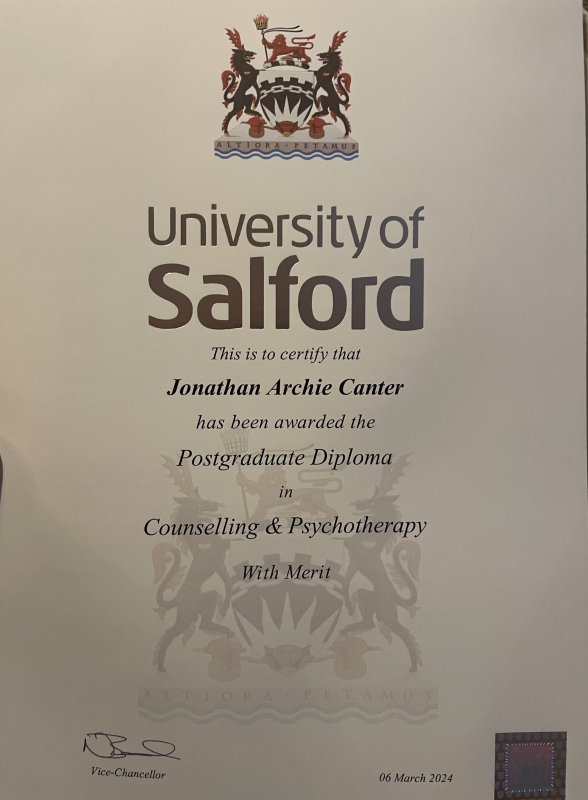 ALTIORA · PETAMUS
University of
Salford
This is to certify that
Jonathan Archie Canter
has been awarded the
Postgraduate Diploma
in
Counselling & Psychotherapy
With Merit
ALTIORA · PETAMUS
Vice-Chancellor
06 March 2024